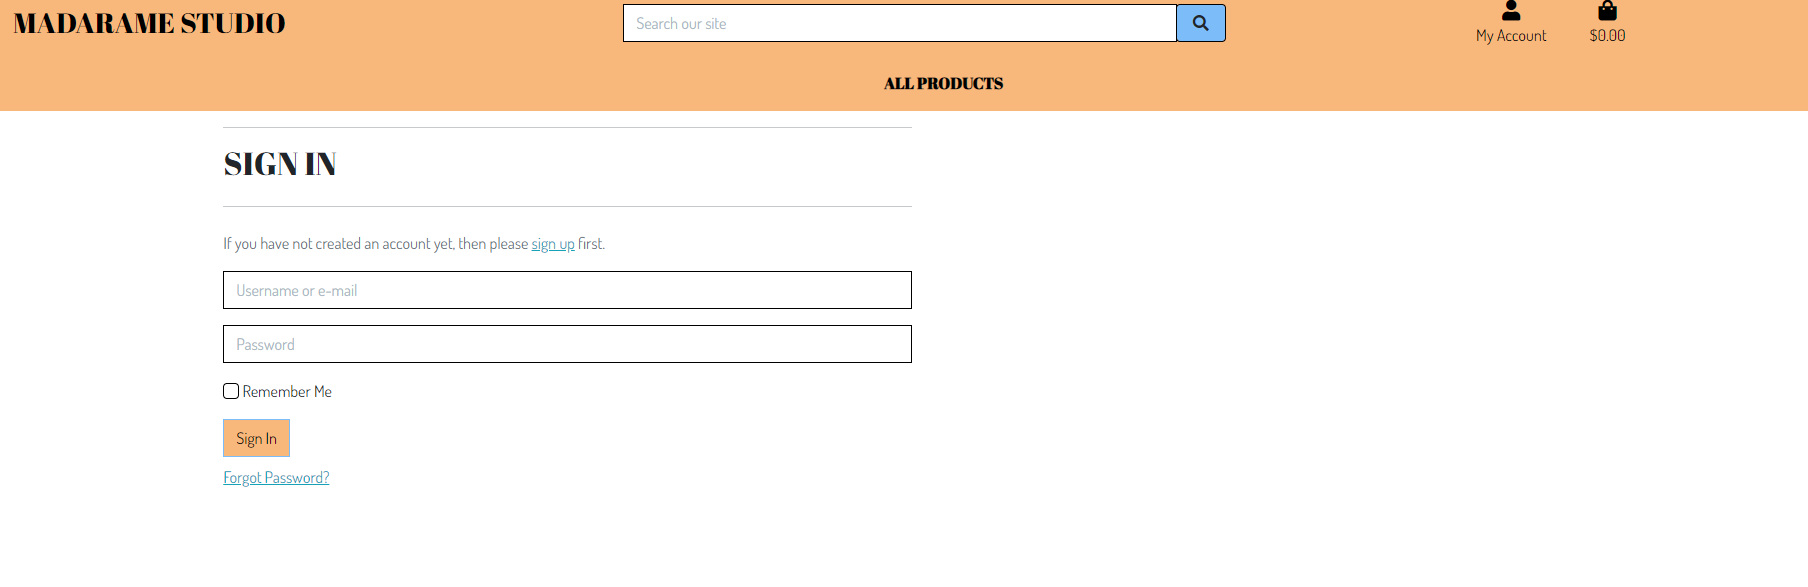 MADARAME STUDIO
Search our site
My Account
$0.00
ALL PRODUCTS
SIGN IN
If you have not created an account yet, then please sign up first.
Username or e-mail
Password
Remember Me
Sign In
Forgot Password?